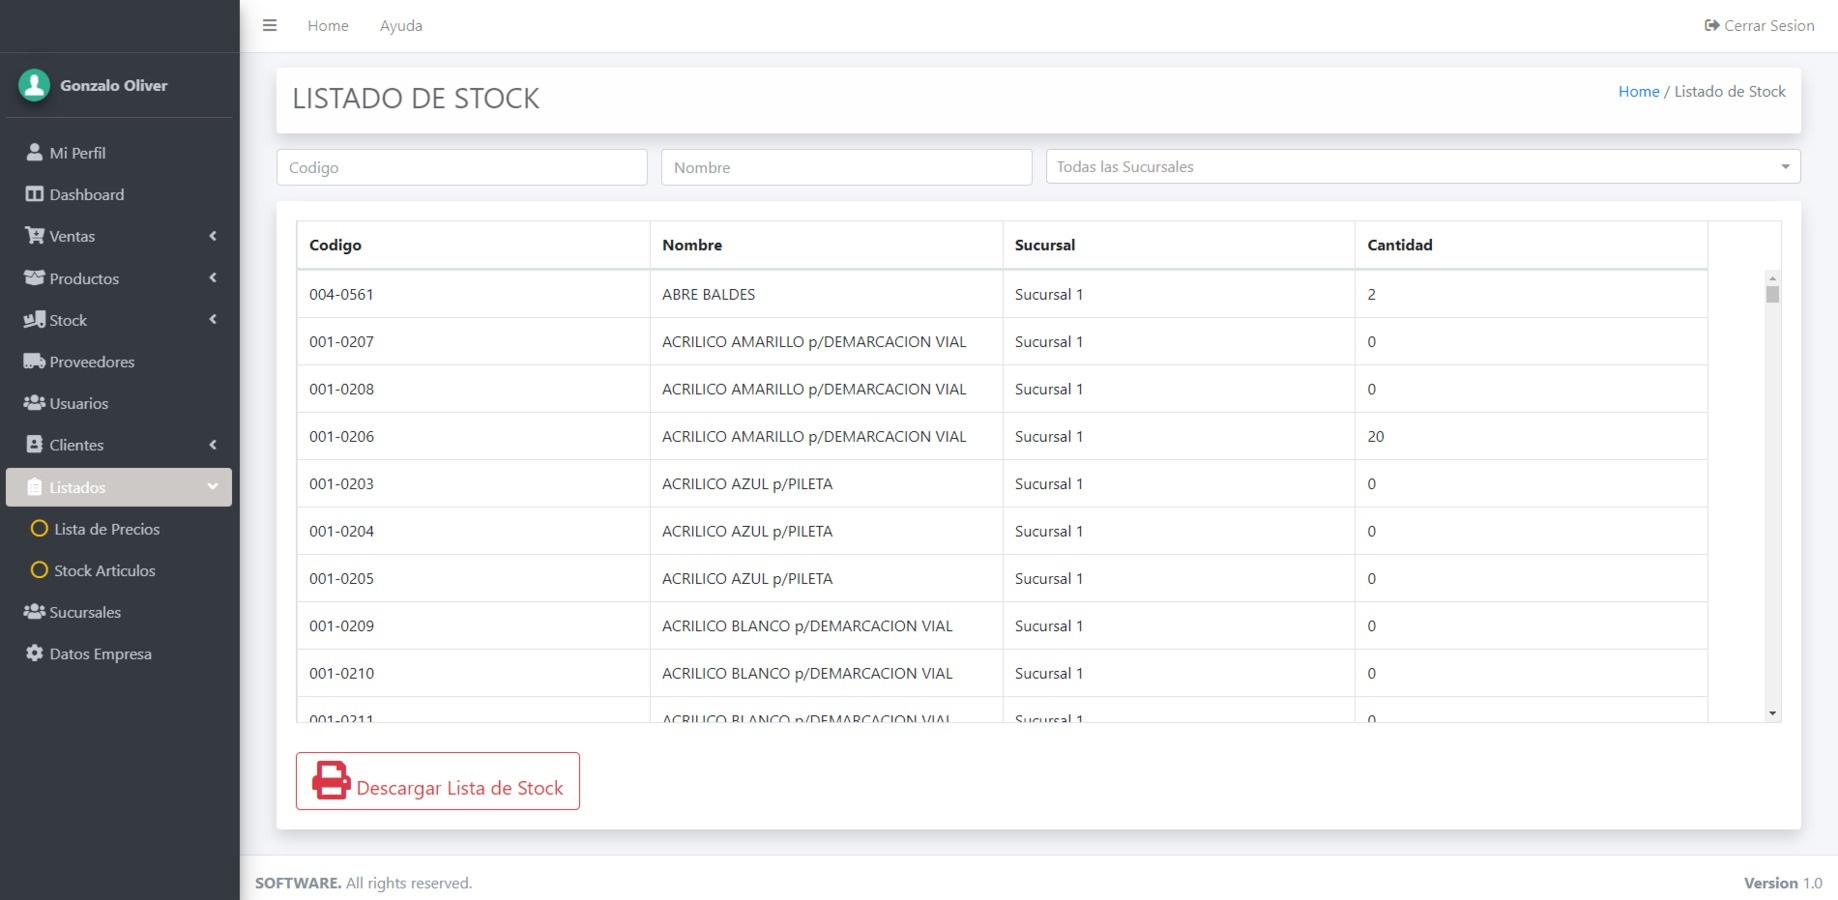 Home
Ayuda
Cerrar Sesion
Gonzalo Oliver
Mi Perfil
Dashboard
Ventas
Productos
Stock
Proveedores
Usuarios
Clientes
Listados
Lista de Precios
Stock Articulos
Sucursales
Datos Empresa
LISTADO DE STOCK
Home / Listado de Stock
Codigo
Nombre
Todas las Sucursales
Codigo Nombre Sucursal Cantidad
004-0561 ABRE BALDES Sucursal 1 2
001-0207 ACRILICO AMARILLO p/DEMARCACION VIAL Sucursal 1 0
001-0208 ACRILICO AMARILLO p/DEMARCACION VIAL Sucursal 1 0
001-0206 ACRILICO AMARILLO p/DEMARCACION VIAL Sucursal 1 20
001-0203 ACRILICO AZUL p/PILETA Sucursal 1 0
001-0204 ACRILICO AZUL p/PILETA Sucursal 1 0
001-0205 ACRILICO AZUL p/PILETA Sucursal 1 0
001-0209 ACRILICO BLANCO p/DEMARCACION VIAL Sucursal 1 0
001-0210 ACRILICO BLANCO p/DEMARCACION VIAL Sucursal 1 0
001-0211 ACRILICO BLANCO p/DEMARCACION VIAL Sucursal 1 0
Descargar Lista de Stock
SOFTWARE. All rights reserved.
Version 1.0